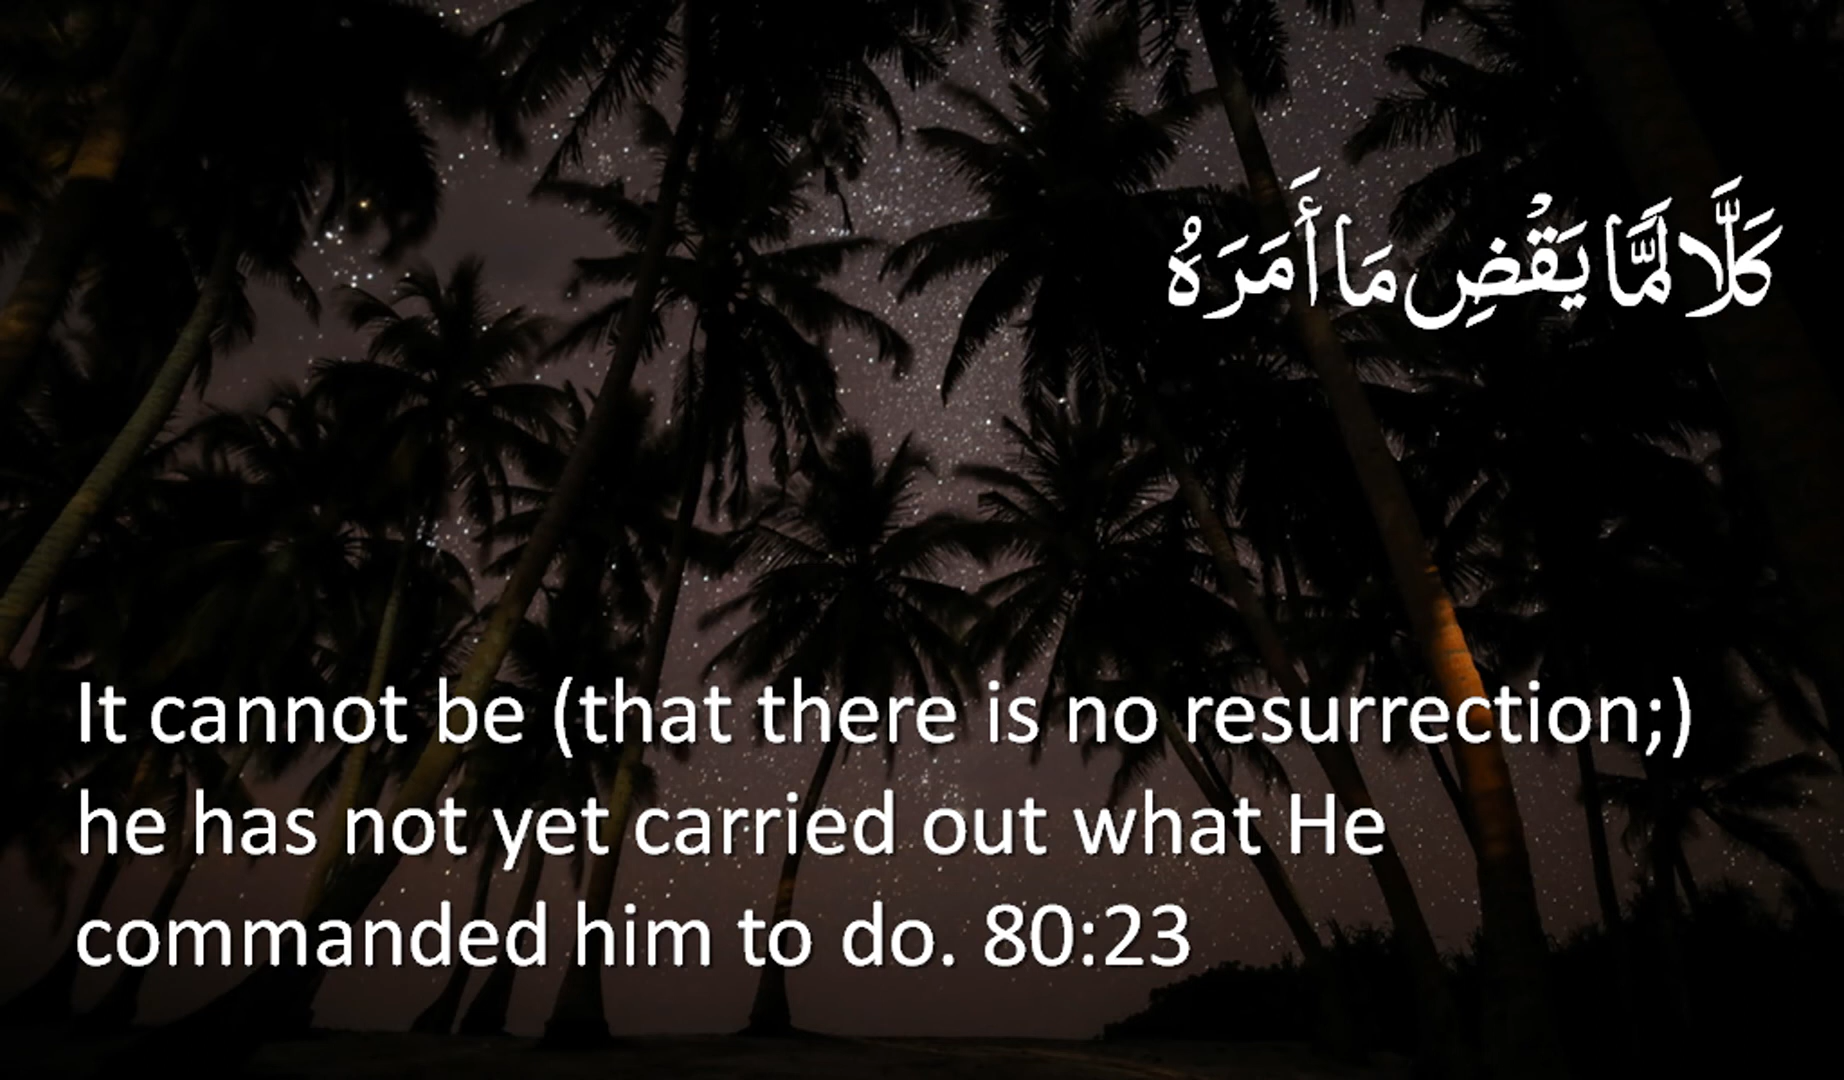 كَلَّا لَمَّا يَقْضِ مَا أَمَرَهُ
It cannot be (that there is no resurrection;)
he has not yet carried out what He
commanded him to do. 80:23